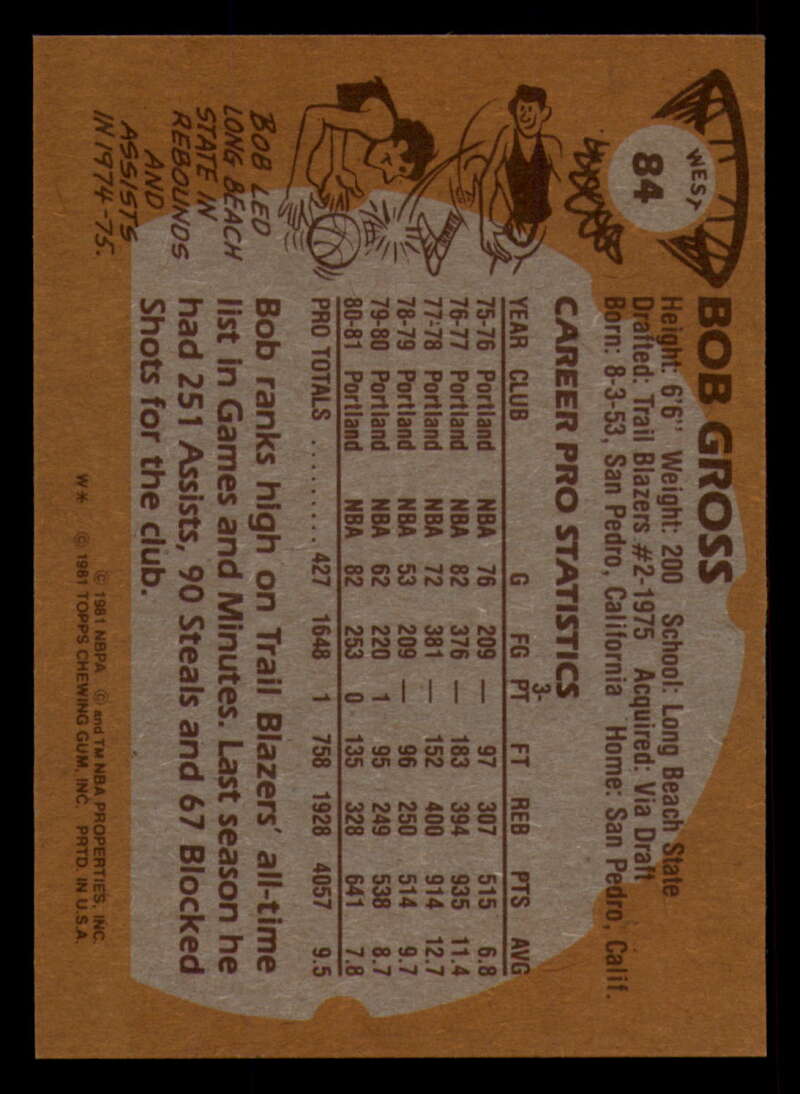 WEST
84
BOB GROSS
Height: 6'6" Weight: 200 School: Long Beach State
Drafted: Trail Blazers #2-1975 Acquired: Via Draft
Born: 8-3-53, San Pedro, California Home: San Pedro, Calif.
CAREER PRO STATISTICS
3-
YEAR CLUB G FG PT FT REB PTS AVG
75-76 Portland NBA 76 209 — 97 307 515 6.8
76-77 Portland NBA 82 376 — 183 394 935 11.4
77-78 Portland NBA 72 381 — 152 400 914 12.7
78-79 Portland NBA 53 209 — 96 250 514 9.7
79-80 Portland NBA 62 220 1 95 249 538 8.7
80-81 Portland NBA 82 253 0 135 328 641 7.8
PRO TOTALS .......... 427 1648 1 758 1928 4057 9.5
BOB LED
LONG BEACH
STATE IN
REBOUNDS
AND
ASSISTS
IN 1974-75.
Bob ranks high on Trail Blazers' all-time
list in Games and Minutes. Last season he
had 251 Assists, 90 Steals and 67 Blocked
Shots for the club.
© 1981 NBPA © and TM NBA PROPERTIES, INC.
W* © 1981 TOPPS CHEWING GUM, INC. PRTD. IN U.S.A.